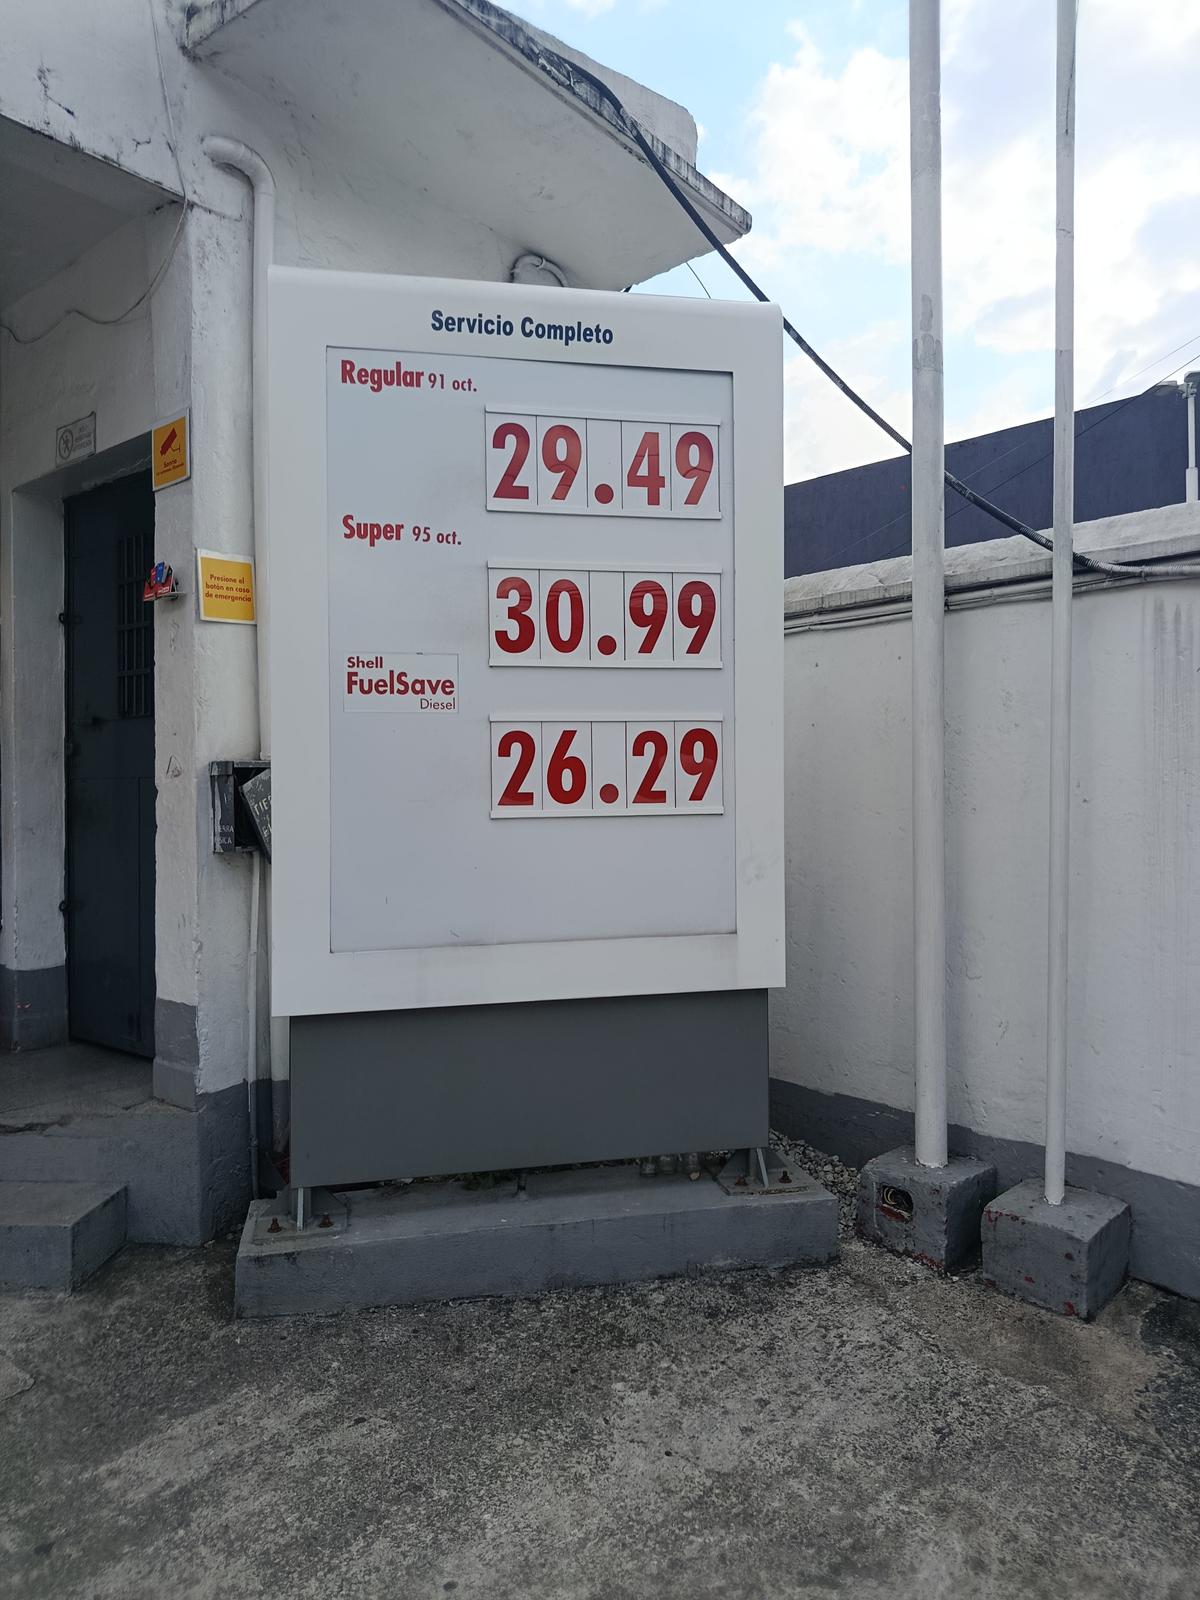 Servicio Completo
Regular 91 oct.
29.49
Super 95 oct.
30.99
Shell
FuelSave
Diesel
26.29
Presione el
botón en caso
de emergencia